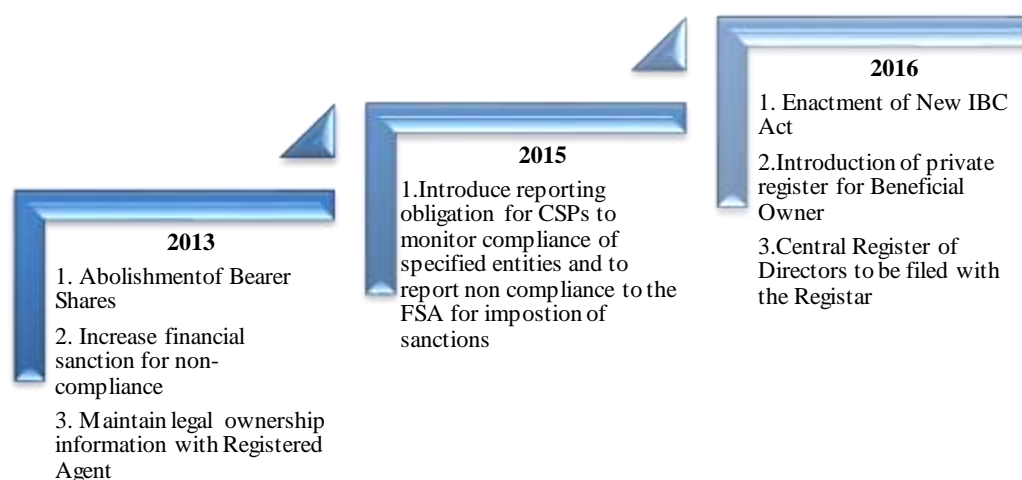 2013
1. Abolishmentof Bearer
Shares
2. Increase financial
sanction for non-
compliance
3. Maintain legal ownership
information with Registered
Agent
2015
1.Introduce reporting
obligation for CSPs to
monitor compliance of
specified entities and to
report non compliance to the
FSA for impostion of
sanctions
2016
1. Enactment of New IBC
Act
2.Introduction of private
register for Beneficial
Owner
3.Central Register of
Directors to be filed with
the Registar